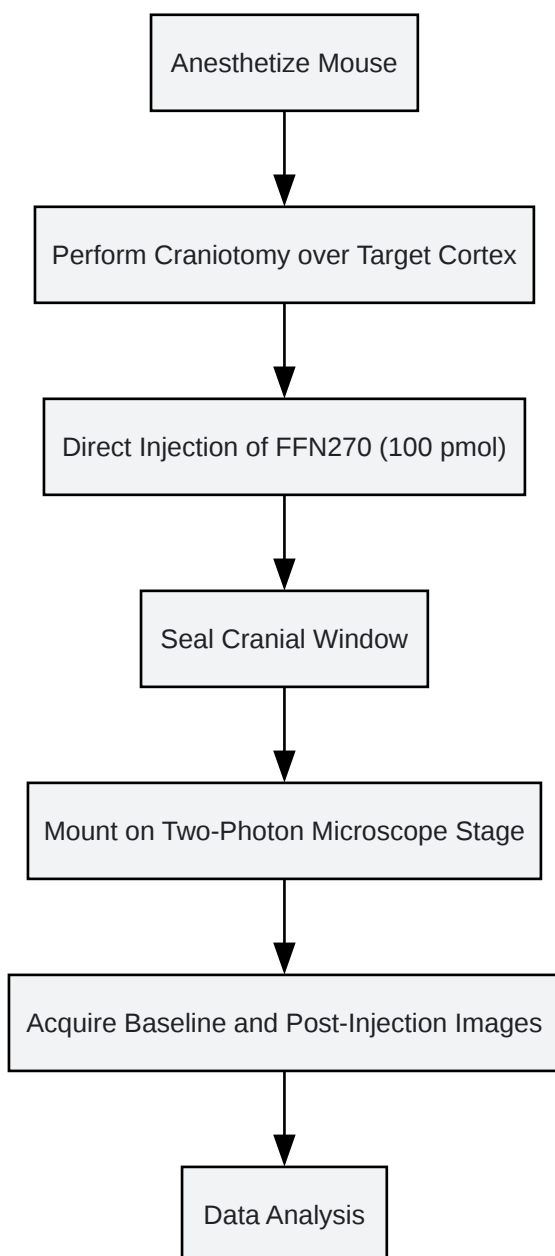 Anesthetize Mouse
Perform Craniotomy over Target Cortex
Direct Injection of FFN270 (100 pmol)
Seal Cranial Window
Mount on Two-Photon Microscope Stage
Acquire Baseline and Post-Injection Images
Data Analysis